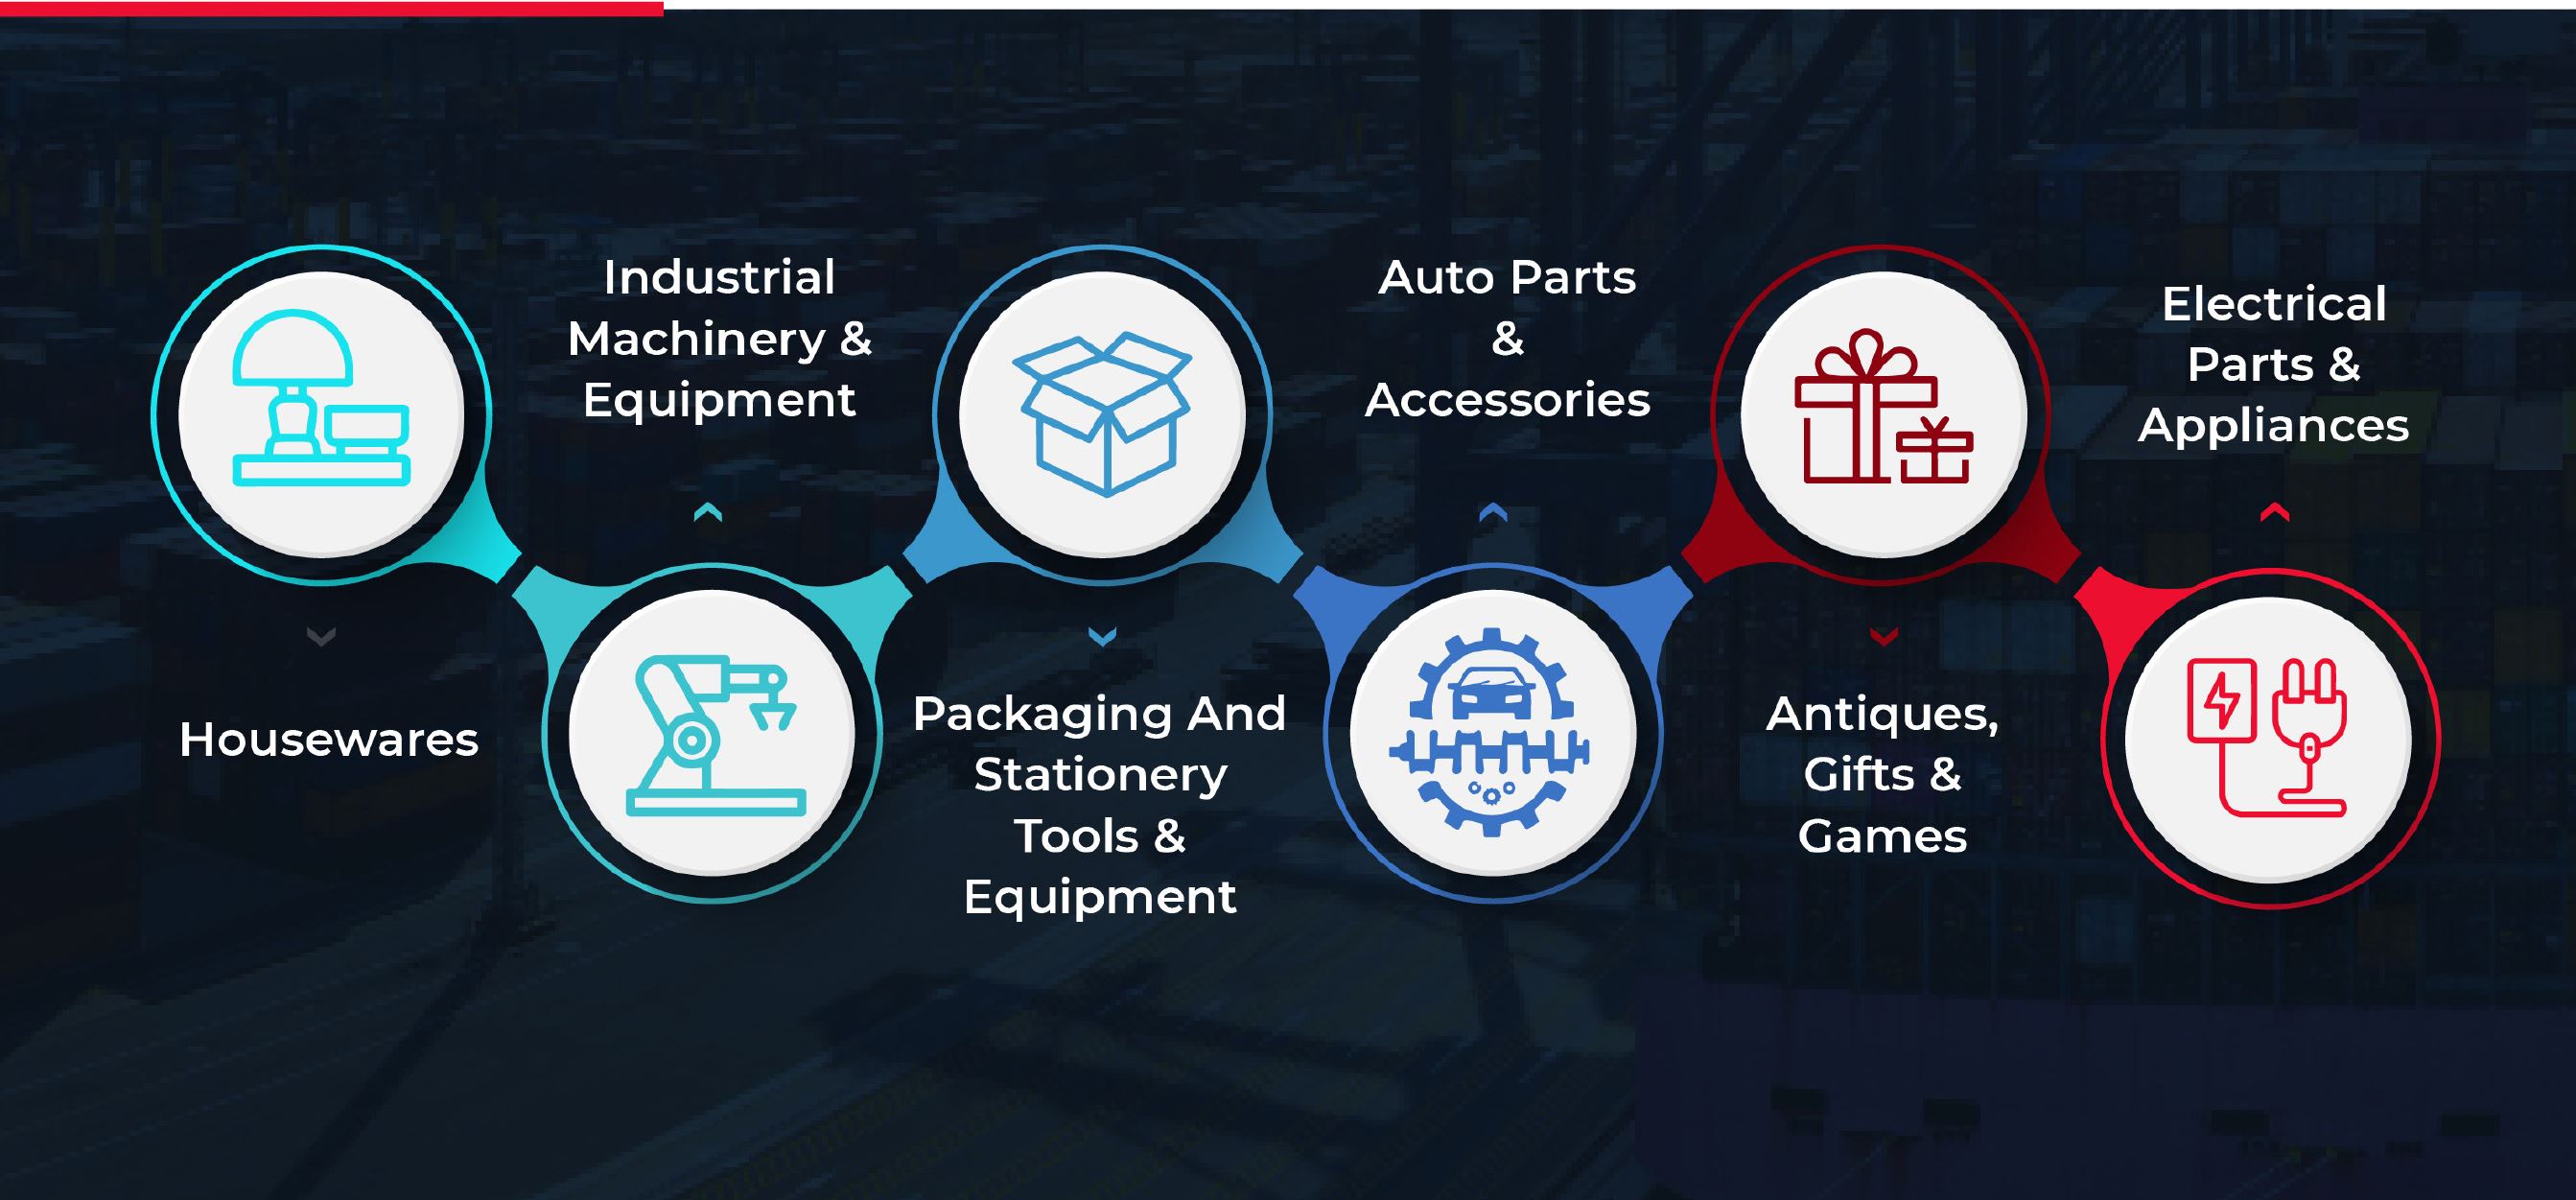 Housewares
Industrial
Machinery &
Equipment
Packaging And
Stationery
Tools &
Equipment
Auto Parts
&
Accessories
Antiques,
Gifts &
Games
Electrical
Parts &
Appliances